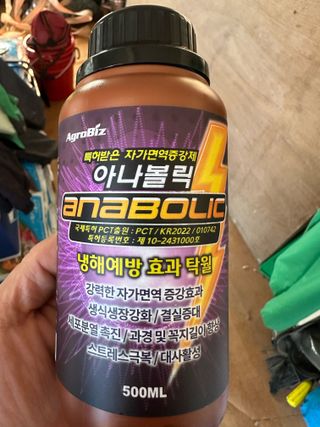 AgroBiz
특허받은 자가면역증강제
아나볼릭
anaBOLIC
국제특허 PCT출원 : PCT / KR2022 / 010742
특허등록번호 : 제 10-2431000호
냉해예방 효과 탁월
강력한 자가면역 증강효과
생식생장강화 / 결실증대
세포분열 촉진 / 과경 및 꼭지길이 향상
스트레스극복 / 대사활성
500ML